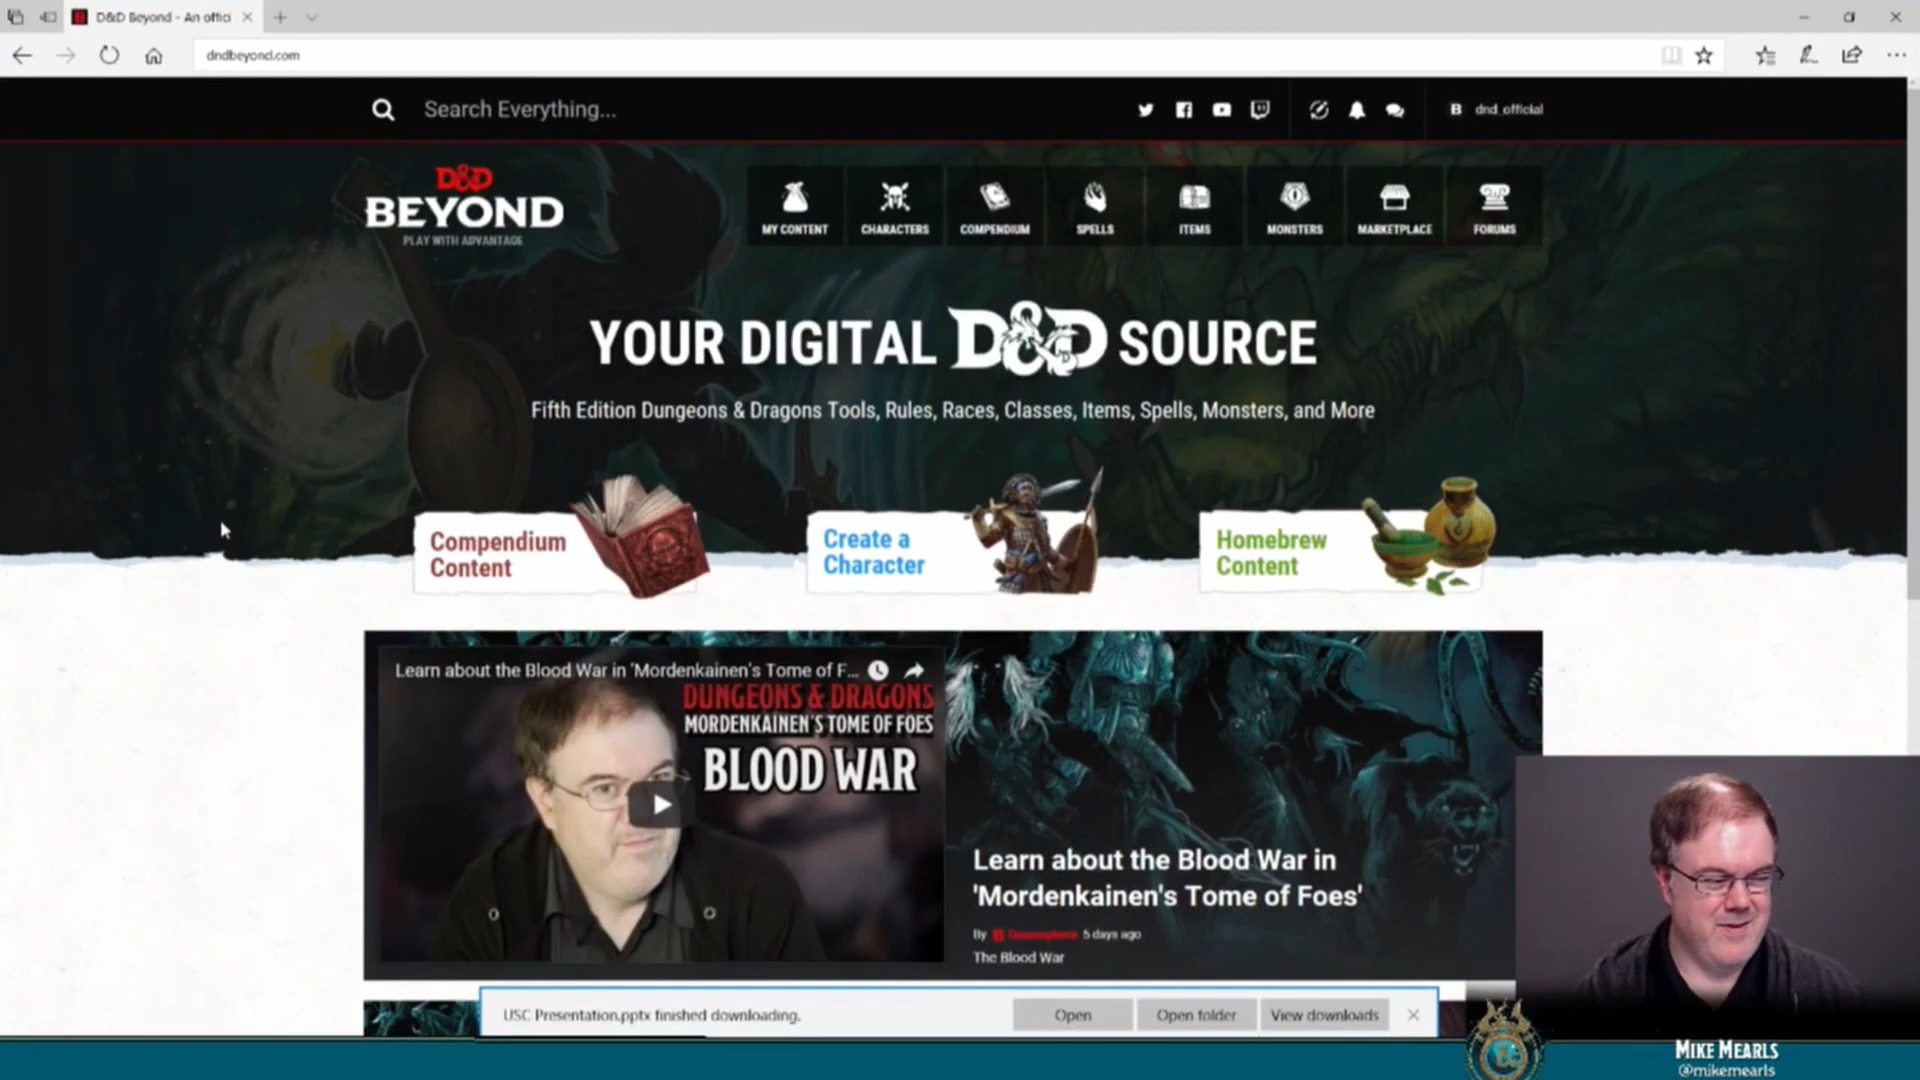 D&D Beyond - An offici
dndbeyond.com
Search Everything...
dnd_official
D&D
BEYOND
PLAY WITH ADVANTAGE
MY CONTENT
CHARACTERS
COMPENDIUM
SPELLS
ITEMS
MONSTERS
MARKETPLACE
FORUMS
YOUR DIGITAL D&D SOURCE
Fifth Edition Dungeons & Dragons Tools, Rules, Races, Classes, Items, Spells, Monsters, and More
Compendium
Content
Create a
Character
Homebrew
Content
Learn about the Blood War in 'Mordenkainen's Tome of F...
DUNGEONS & DRAGONS
MORDENKAINEN'S TOME OF FOES
BLOOD WAR
Learn about the Blood War in
'Mordenkainen's Tome of Foes'
By 5 days ago
The Blood War
USC Presentation.pptx finished downloading.
Open
Open folder
View downloads
MIKE MEARLS
@mikemearls